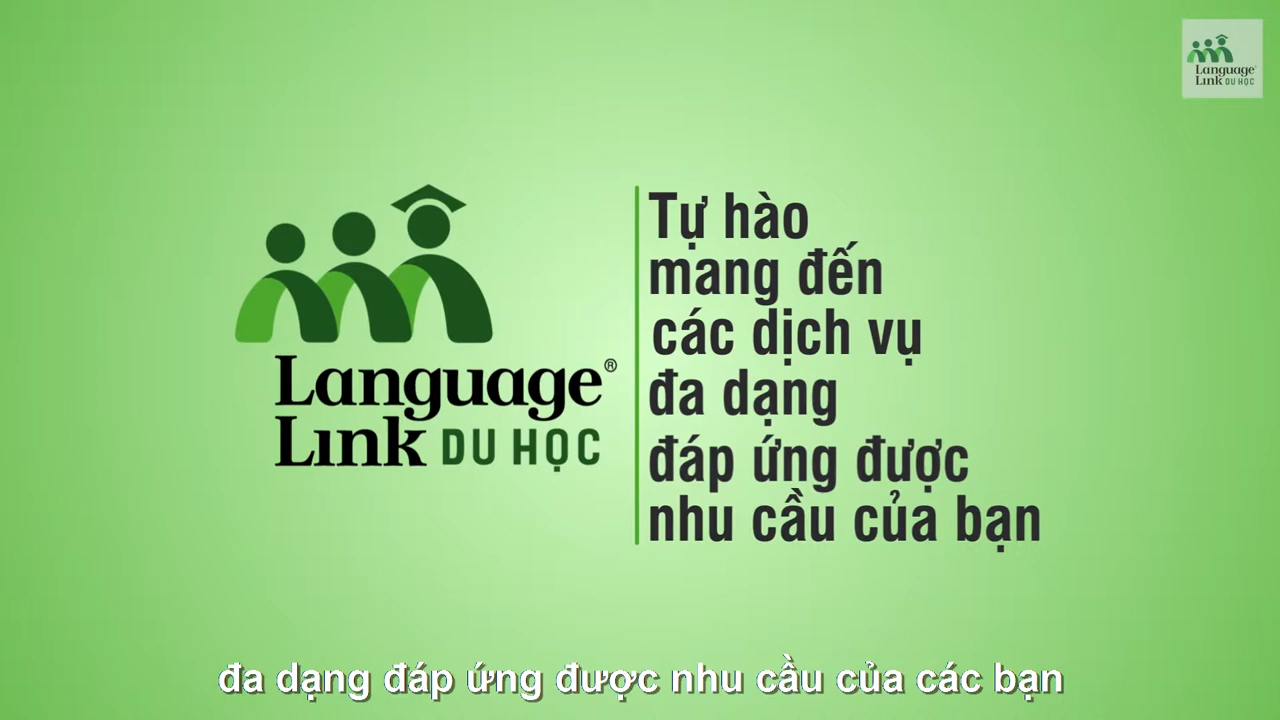 Language
Link DU HỌC
Language®
Link DU HỌC
Tự hào
mang đến
các dịch vụ
đa dạng
đáp ứng được
nhu cầu của bạn
đa dạng đáp ứng được nhu cầu của các bạn